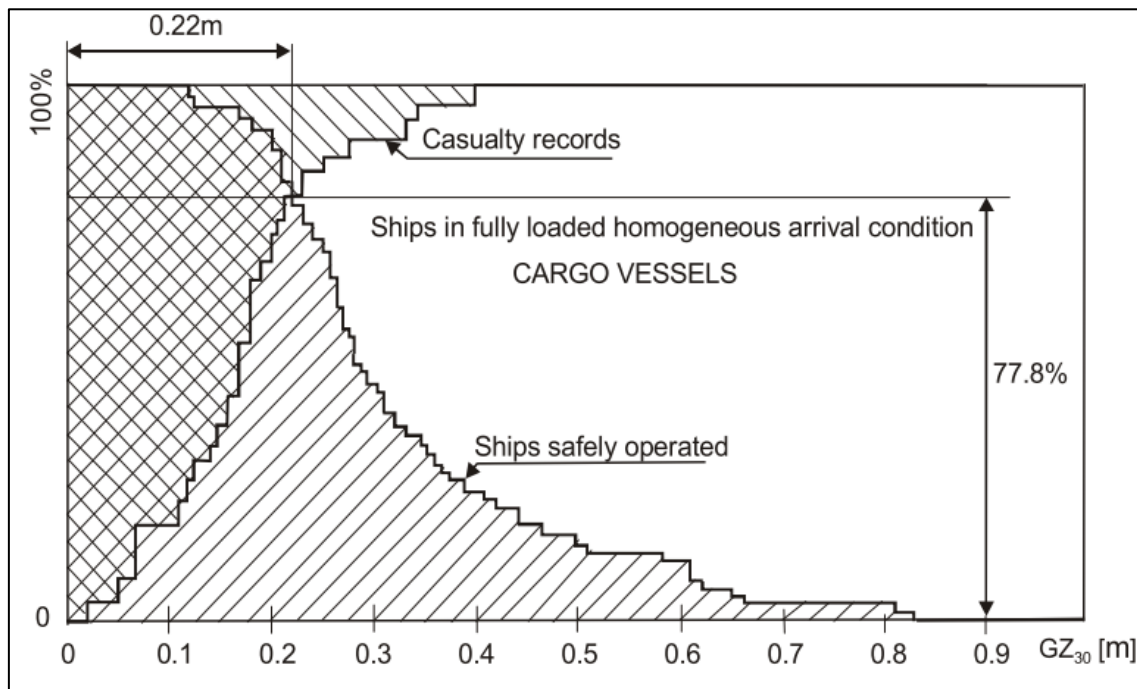 0.22m
100%
Casualty records
Ships in fully loaded homogeneous arrival condition
CARGO VESSELS
77.8%
Ships safely operated
0
0 0.1 0.2 0.3 0.4 0.5 0.6 0.7 0.8 0.9 GZ₃₀ [m]